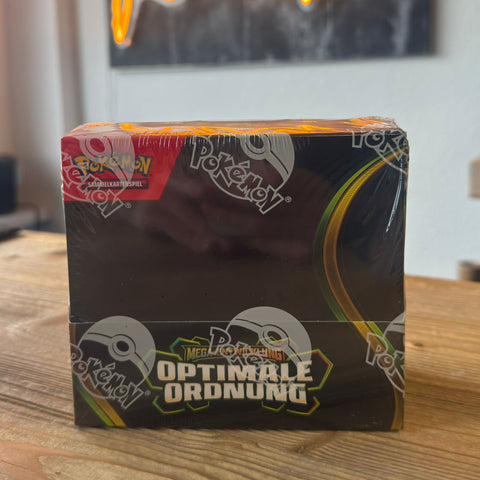 POKÉMON
SAMMELKARTENSPIEL
POKÉMON®
POKÉMON
POKÉMON
POKÉMON
MEGA-ENTWICKLUNG
OPTIMALE
ORDNUNG